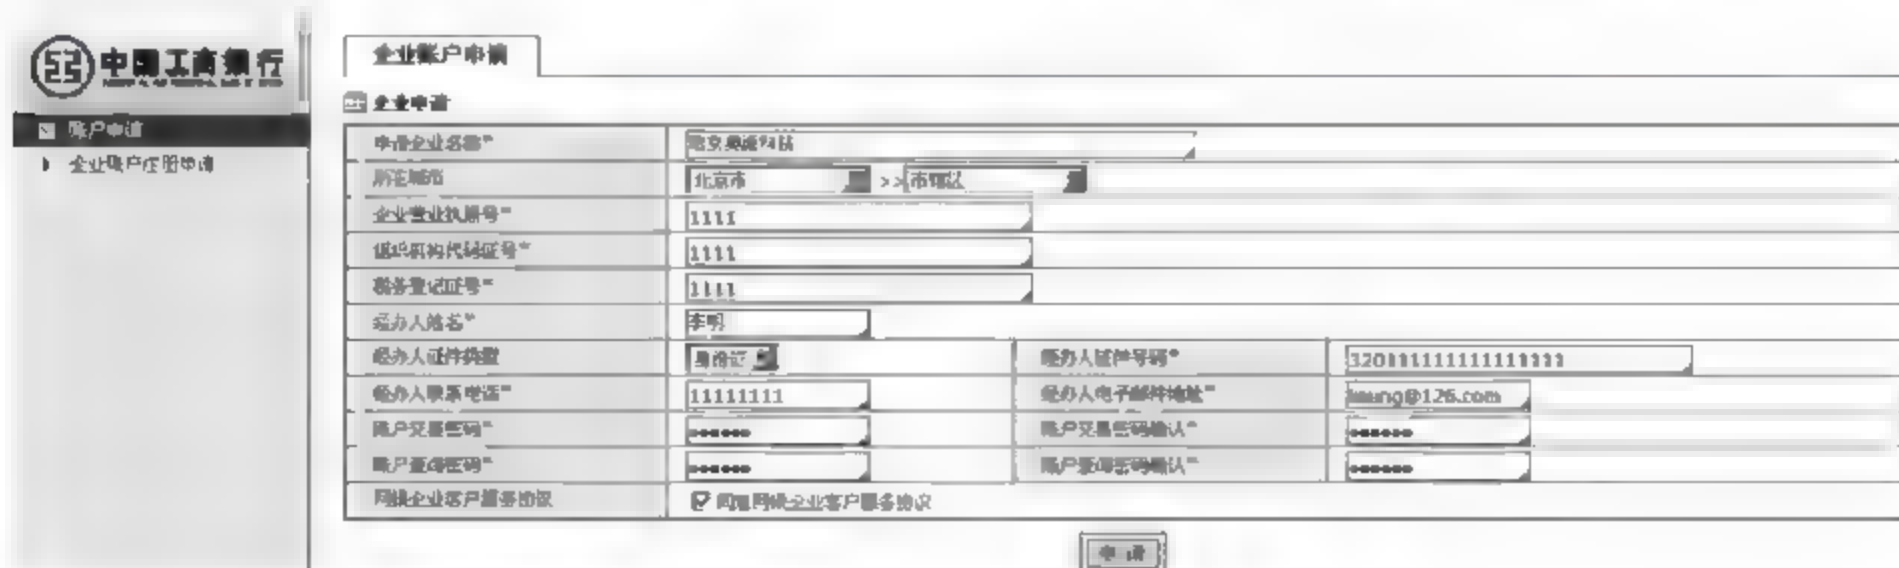 中国工商银行
账户申请
企业账户注册申请
企业账户申请
企业申请
申请企业名称*
所在城市 北京市 >> 市辖区
企业营业执照号* 1111
组织机构代码证号* 1111
税务登记证号* 1111
经办人姓名* 李明
经办人证件类型 身份证 经办人证件号码*
经办人联系电话* 11111111 经办人电子邮件地址* @126.com
账户交易密码* •••••• 账户交易密码确认* ••••••
账户查询密码* •••••• 账户查询密码确认* ••••••
网银企业客户服务协议 同意网银企业客户服务协议
申 请